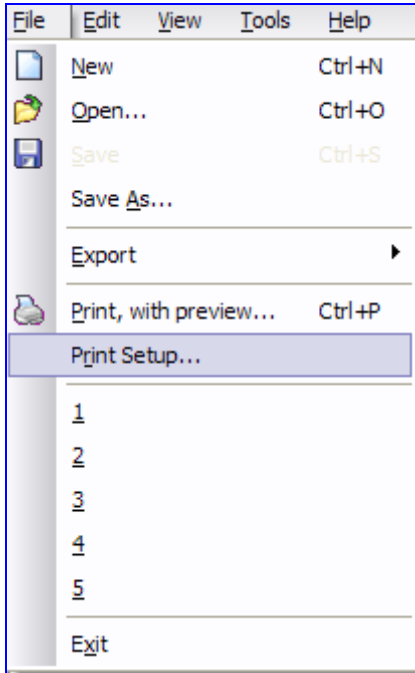 File Edit View Tools Help
New Ctrl+N
Open... Ctrl+O
Save Ctrl+S
Save As...
Export
Print, with preview... Ctrl+P
Print Setup...
1
2
3
4
5
Exit